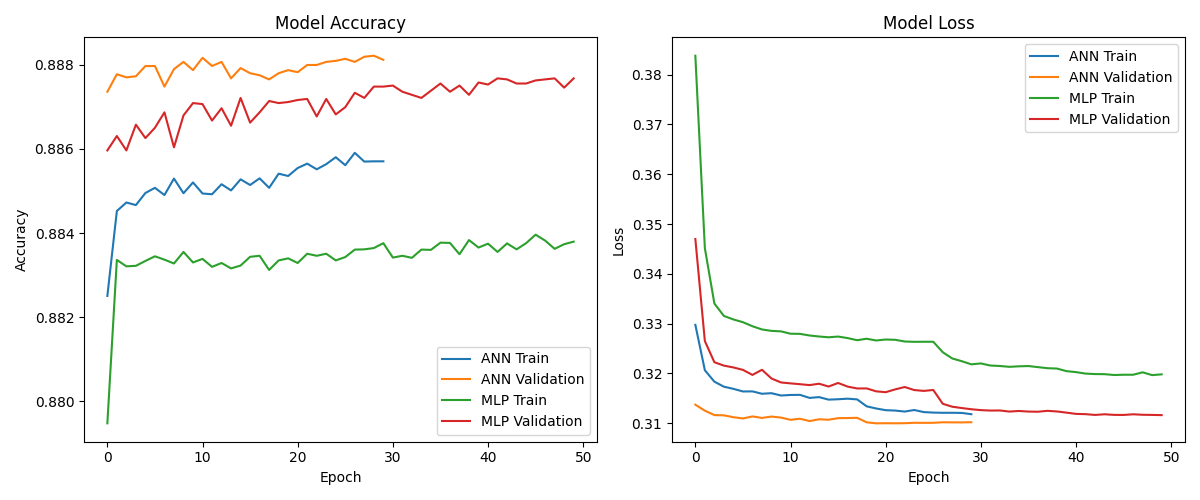 Model Accuracy
0.888
0.886
0.884
0.882
0.880
Accuracy
0
10
20
30
40
50
Epoch
ANN Train
ANN Validation
MLP Train
MLP Validation
Model Loss
0.38
0.37
0.36
0.35
0.34
0.33
0.32
0.31
Loss
0
10
20
30
40
50
Epoch
ANN Train
ANN Validation
MLP Train
MLP Validation